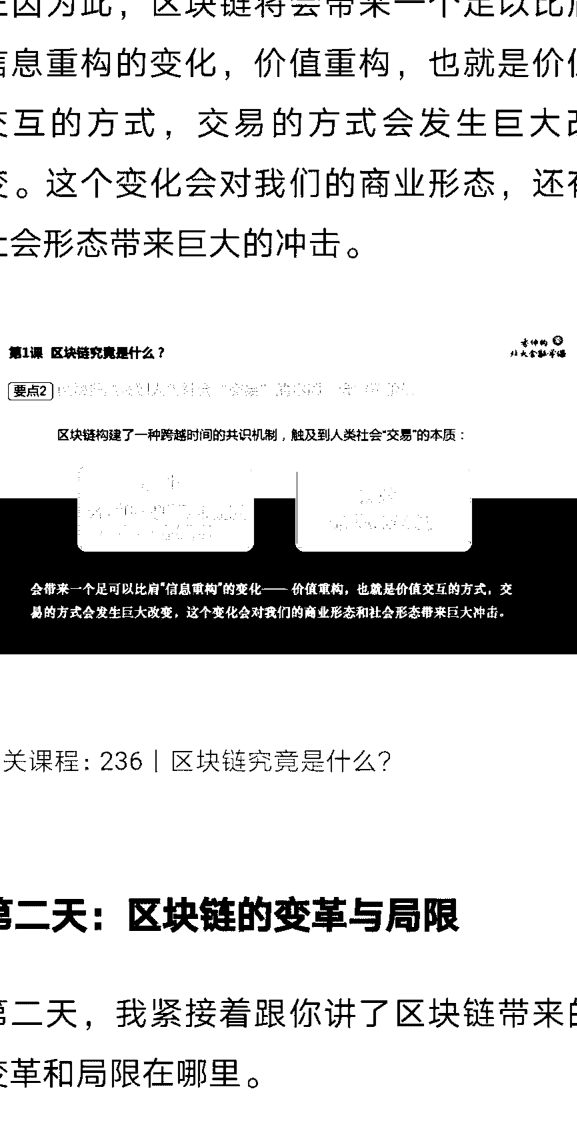 因为此，区块链将会带来一个足以比肩
信息重构的变化，价值重构，也就是价值
交互的方式，交易的方式会发生巨大改
变。这个变化会对我们的商业形态，还有
社会形态带来巨大的冲击。
第1课 区块链究竟是什么？
要点2
区块链构建了一种跨越时间的共识机制，触及到人类社会“交易”的本质：
会带来一个足可以比肩“信息重构”的变化—— 价值重构，也就是价值交互的方式，交
易的方式会发生巨大改变，这个变化会对我们的商业形态和社会形态带来巨大冲击。
关课程: 236｜区块链究竟是什么?
第二天：区块链的变革与局限
第二天，我紧接着跟你讲了区块链带来的
变革和局限在哪里。